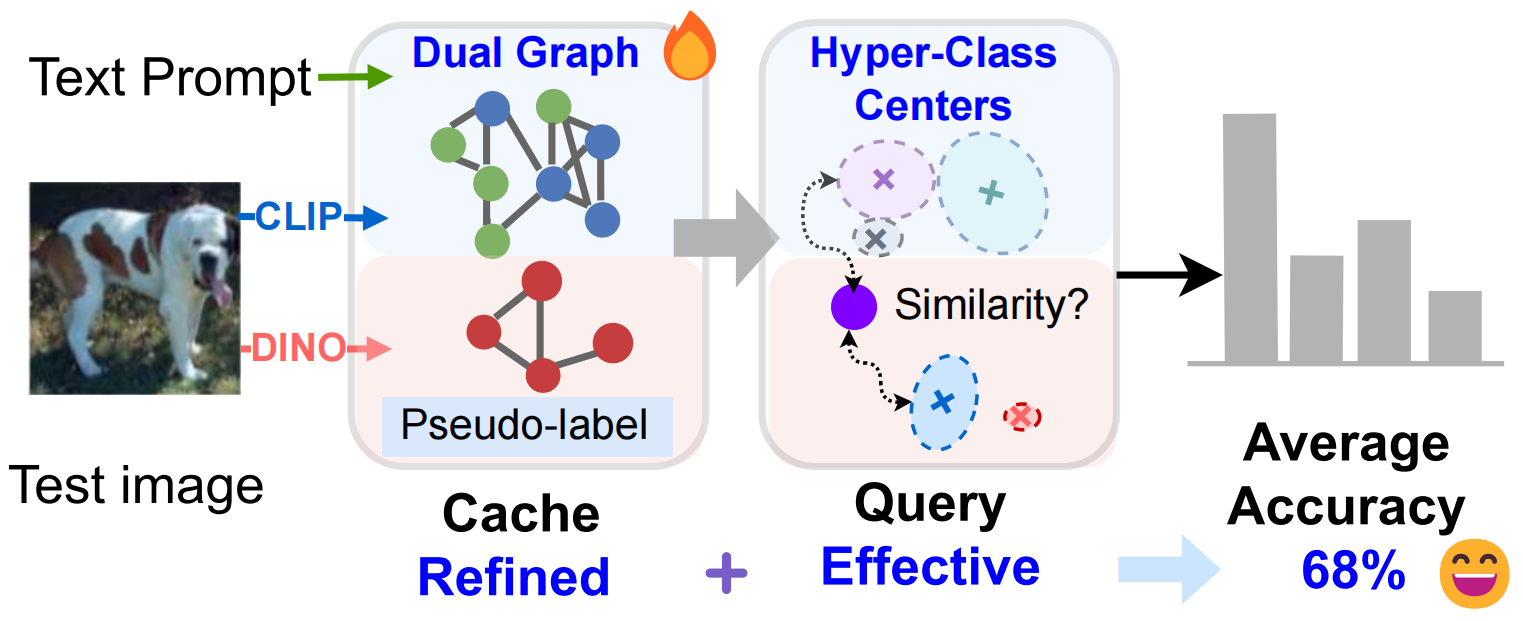 Text Prompt
CLIP
DINO
Test image
Dual Graph
Pseudo-label
Cache
Refined
+
Hyper-Class
Centers
Similarity?
Query
Effective
Average
Accuracy
68%